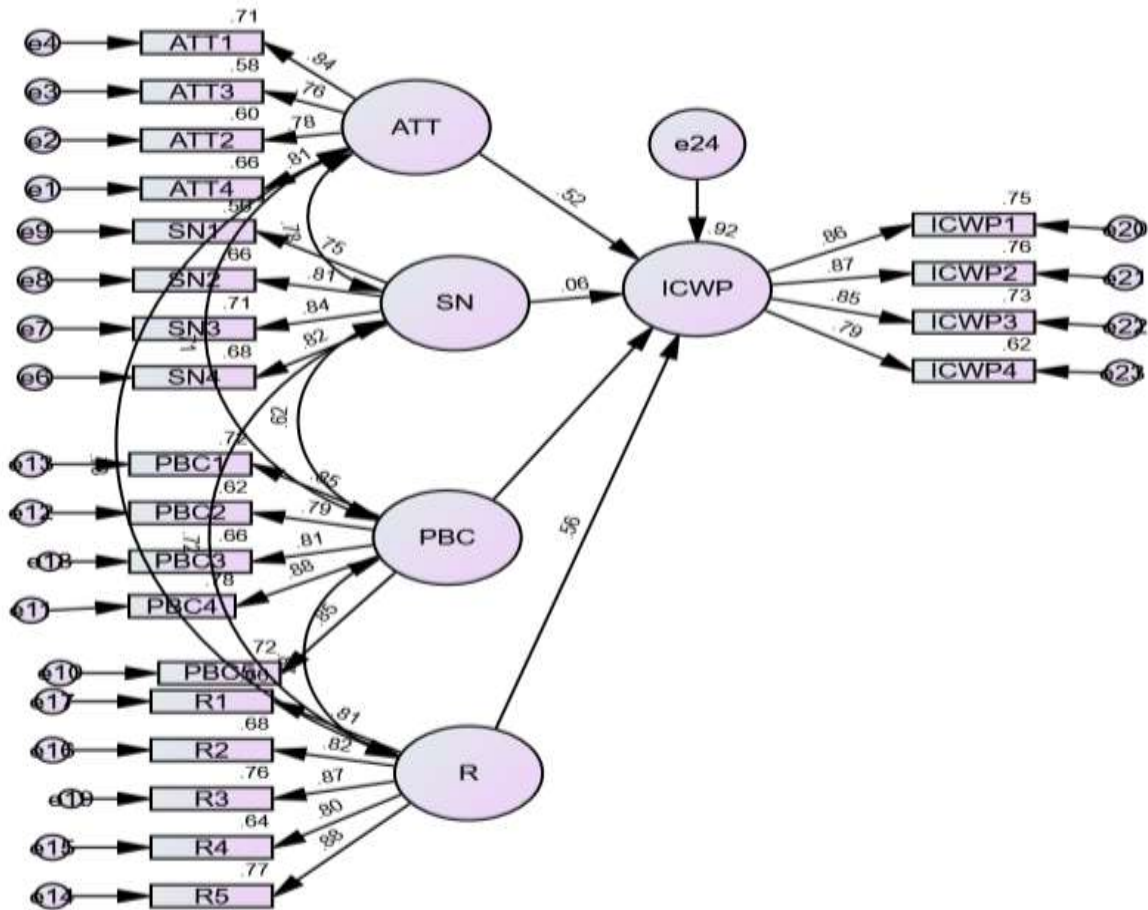 .71
e4 ATT1 .84
.58
e3 ATT3 .76
.60
e2 ATT2 .78
.66
e1 ATT4 .81
ATT
e24
.52
.92
ICWP
.56
e9 SN1 .75
.66
e8 SN2 .81
.71
e7 SN3 .84
.68
e6 SN4 .82
SN
.06
.75
.86 ICWP1 e20
.76
.87 ICWP2
.73
.85 ICWP3 e22
.62
.79 ICWP4 e23
.71
.72
e13 PBC1 .85
.62
e12 PBC2 .79
.66
e18 PBC3 .81
.78
e11 PBC4 .88
PBC
.56
.72
.85
.72
e10 PBC5
e17 R1 .81
.68
e16 R2 .82
.76
e19 R3 .87
.64
e15 R4 .80
.77
e14 R5 .88
R